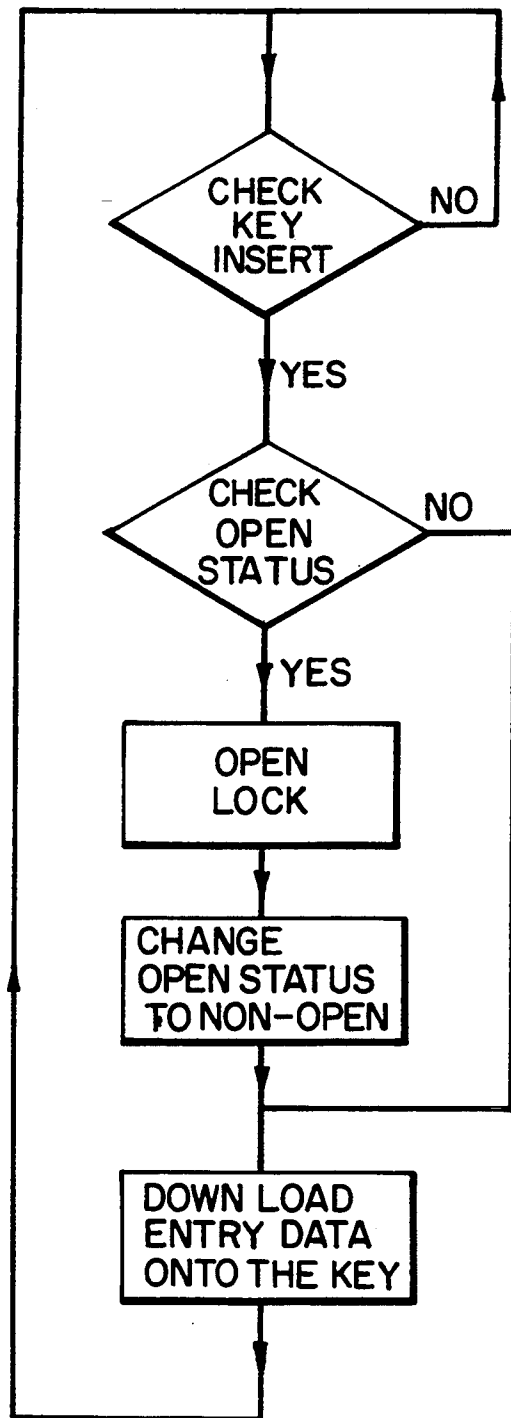 CHECK
KEY
INSERT
NO
YES
CHECK
OPEN
STATUS
NO
YES
OPEN
LOCK
CHANGE
OPEN STATUS
TO NON-OPEN
DOWN LOAD
ENTRY DATA
ONTO THE KEY